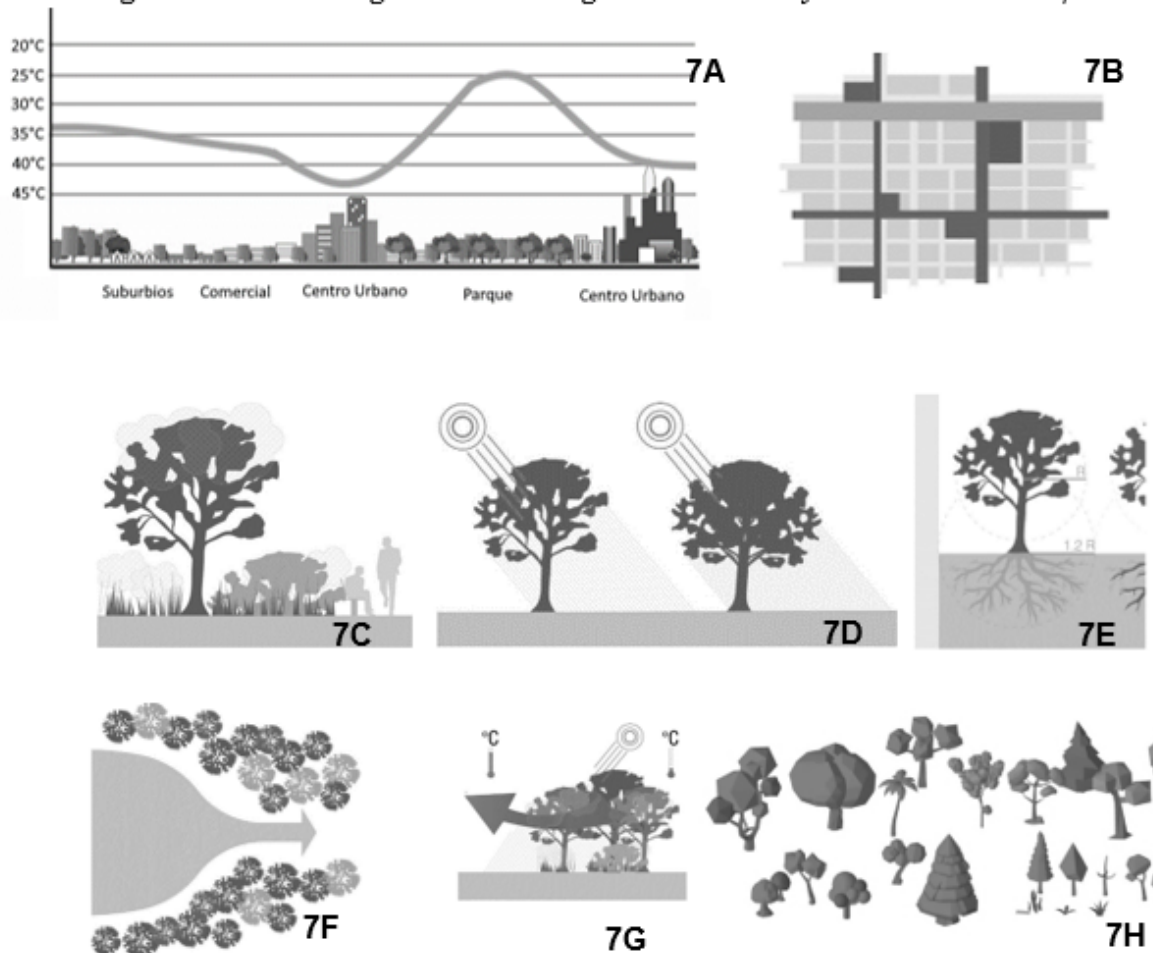 20°C
25°C
30°C
35°C
40°C
45°C
7A
Suburbios
Comercial
Centro Urbano
Parque
Centro Urbano
7B
7C
7D
R
1.2 R
7E
7F
°C
°C
7G
7H